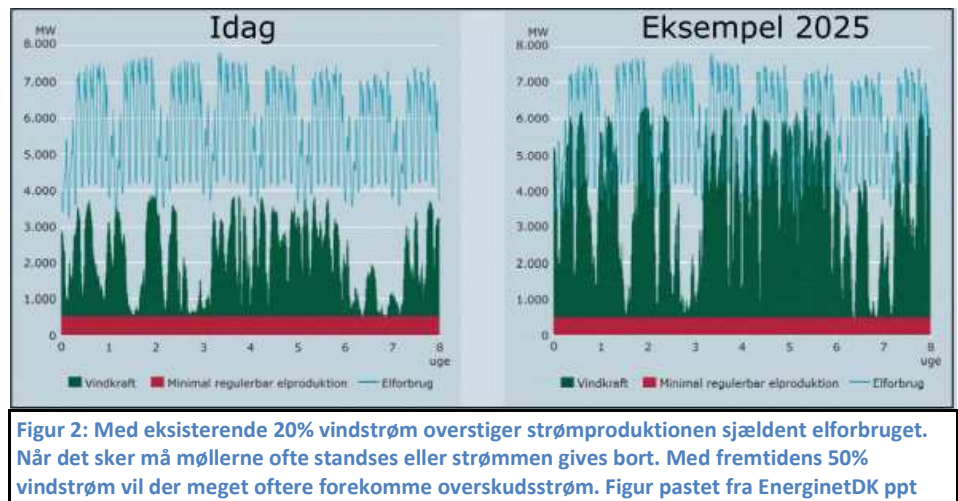 Idag
MW
8.000
7.000
6.000
5.000
4.000
3.000
2.000
1.000
0
0 1 2 3 4 5 6 7 8
uge
Vindkraft Minimal regulerbar elproduktion Elforbrug
Eksempel 2025
MW
8.000
7.000
6.000
5.000
4.000
3.000
2.000
1.000
0
0 1 2 3 4 5 6 7 8
uge
Vindkraft Minimal regulerbar elproduktion Elforbrug
Figur 2: Med eksisterende 20% vindstrøm overstiger strømproduktionen sjældent elforbruget.
Når det sker må møllerne ofte standses eller strømmen gives bort. Med fremtidens 50%
vindstrøm vil der meget oftere forekomme overskudsstrøm. Figur pastet fra EnerginetDK ppt